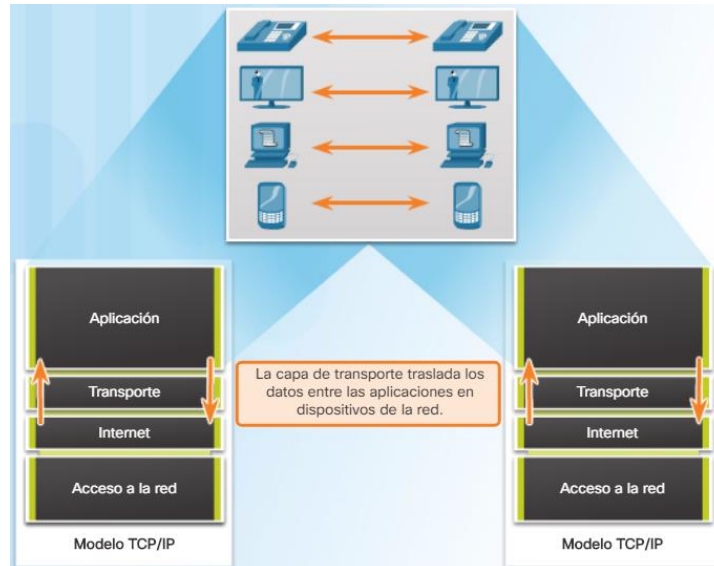 Aplicación
Transporte
Internet
Acceso a la red
Modelo TCP/IP
La capa de transporte traslada los
datos entre las aplicaciones en
dispositivos de la red.
Aplicación
Transporte
Internet
Acceso a la red
Modelo TCP/IP